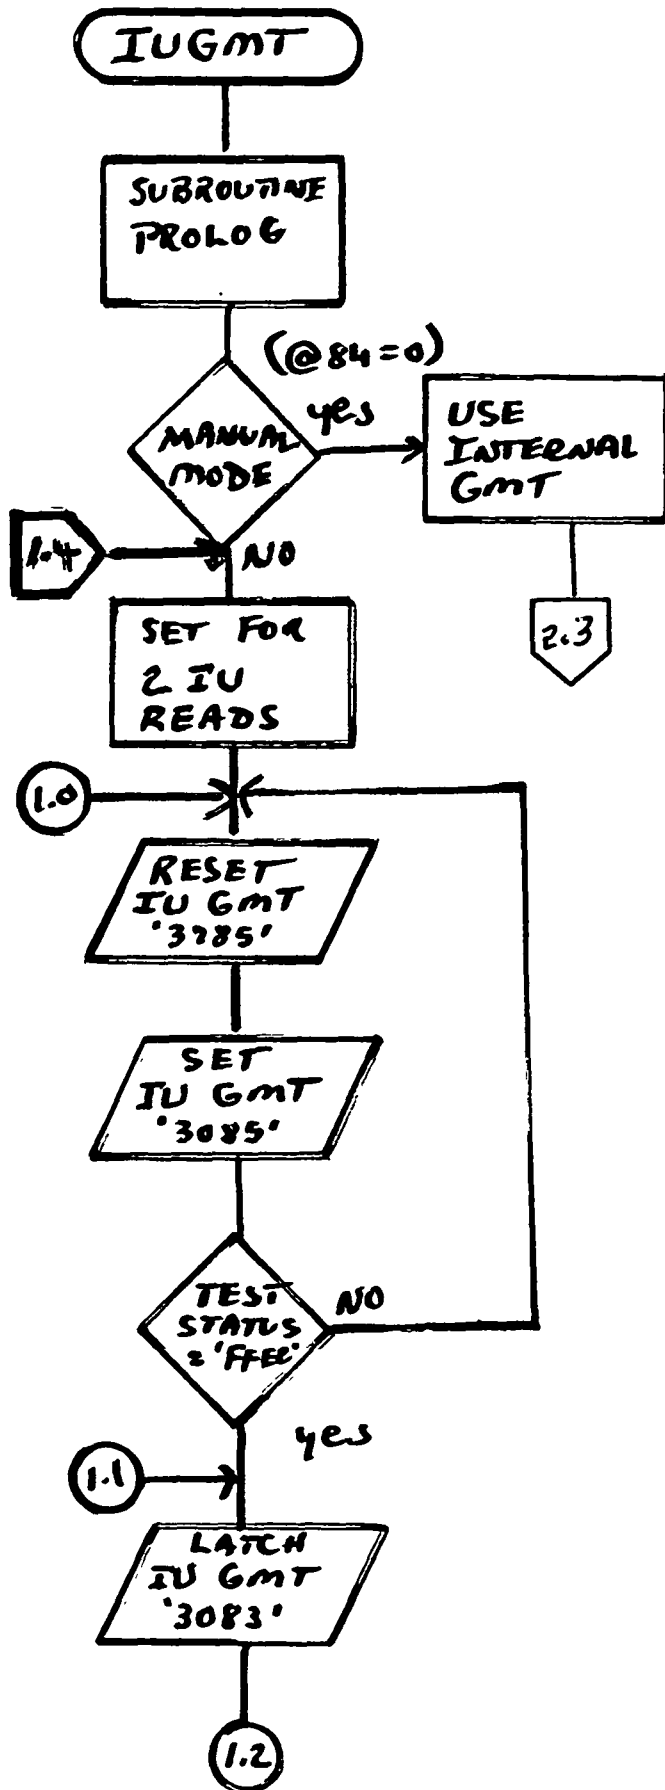 IUGMT
SUBROUTINE
PROLOG
(@84=0)
yes
MANUAL
MODE
USE
INTERNAL
GMT
1.4
NO
2.3
SET FOR
2 IU
READS
1.0
RESET
IU GMT
'3285'
SET
IU GMT
'3085'
TEST
STATUS
NO
yes
1.1
LATCH
IU GMT
'3083'
1.2